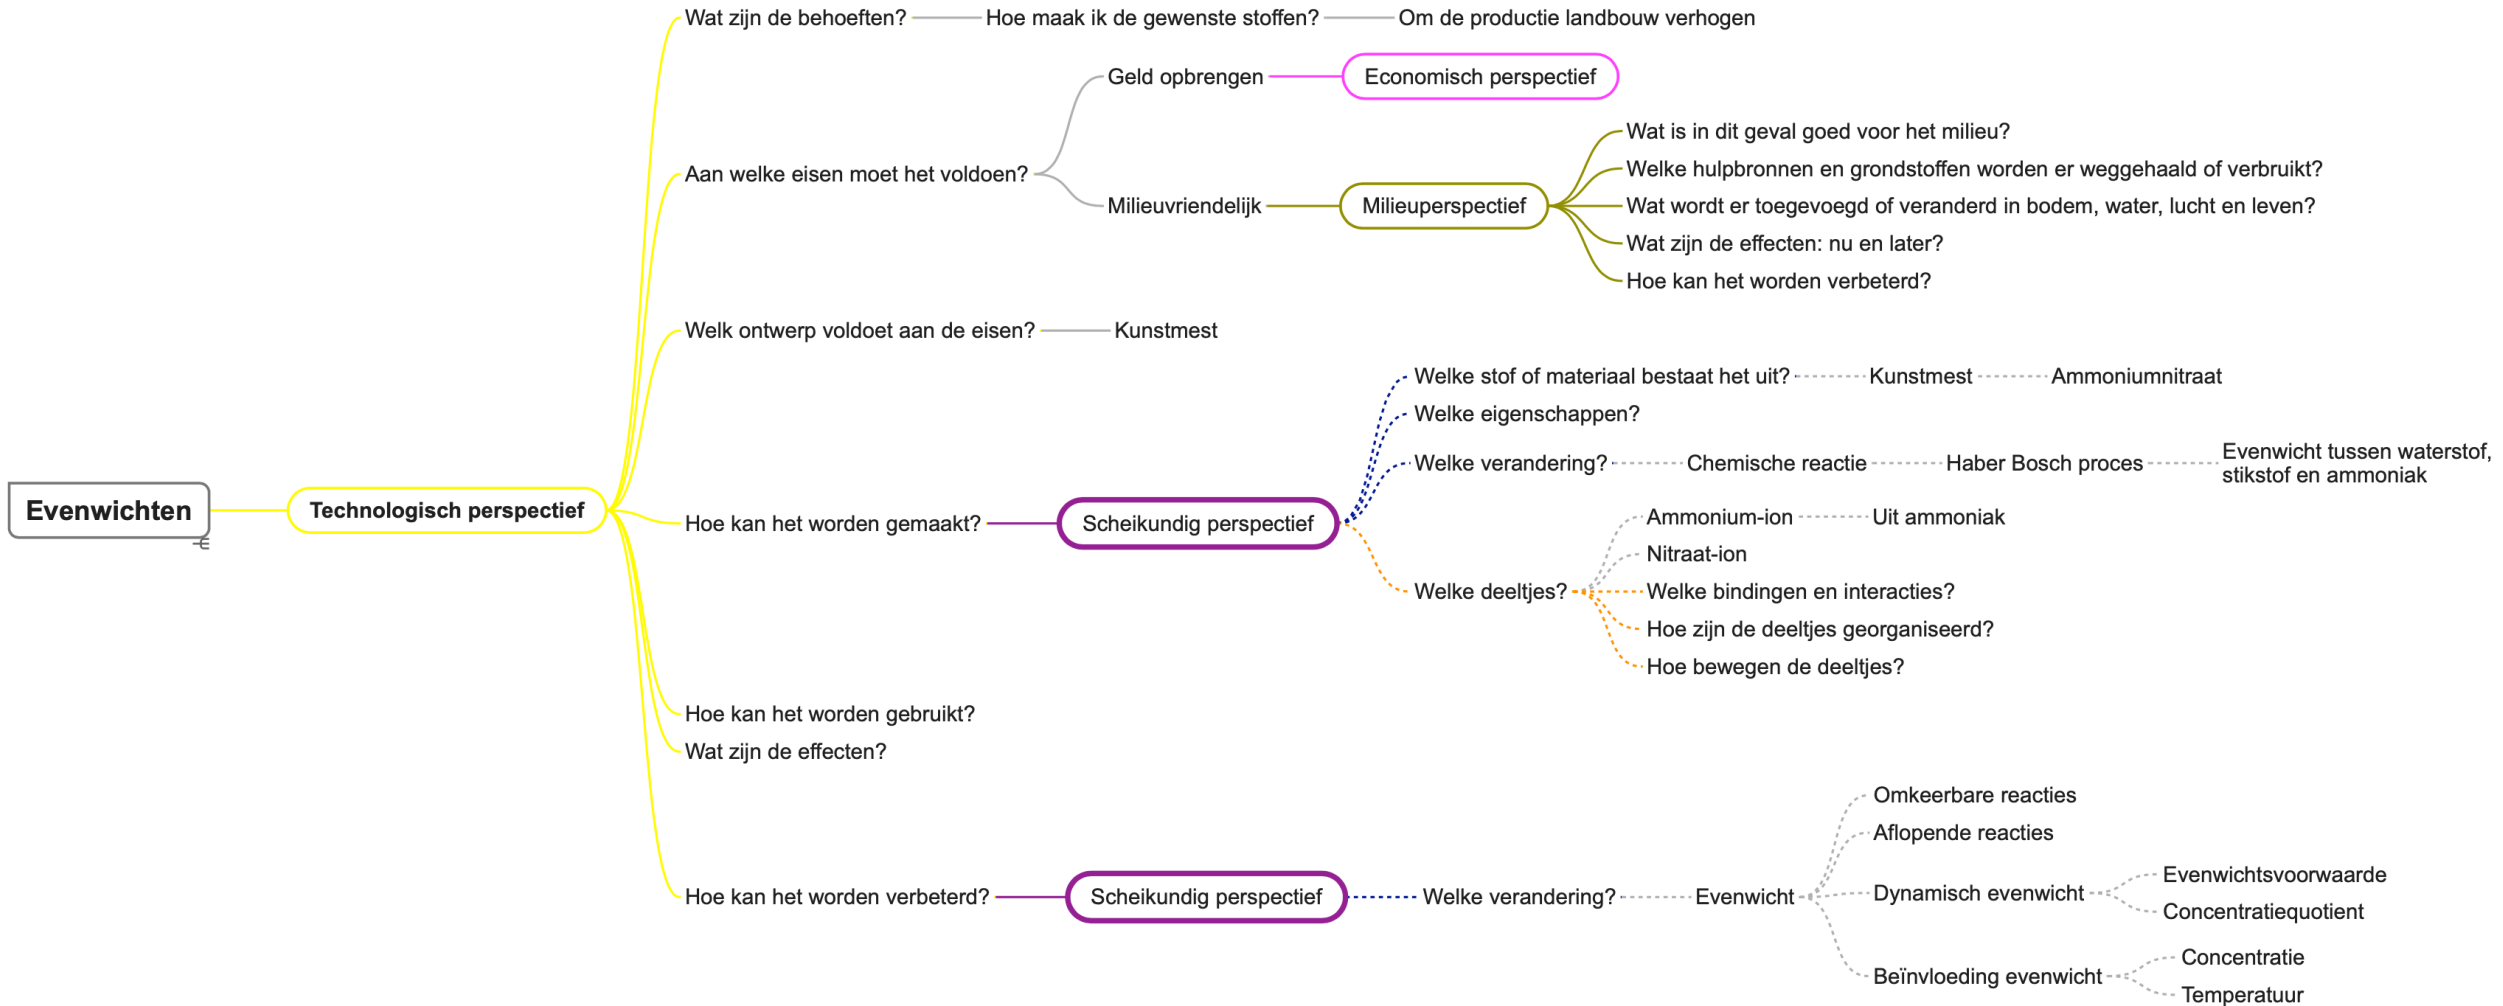 Evenwichten
Technologisch perspectief
Wat zijn de behoeften?
Hoe maak ik de gewenste stoffen?
Om de productie landbouw verhogen
Aan welke eisen moet het voldoen?
Geld opbrengen
Economisch perspectief
Milieuvriendelijk
Milieuperspectief
Wat is in dit geval goed voor het milieu?
Welke hulpbronnen en grondstoffen worden er weggehaald of verbruikt?
Wat wordt er toegevoegd of veranderd in bodem, water, lucht en leven?
Wat zijn de effecten: nu en later?
Hoe kan het worden verbeterd?
Welk ontwerp voldoet aan de eisen?
Kunstmest
Hoe kan het worden gemaakt?
Scheikundig perspectief
Welke stof of materiaal bestaat het uit?
Kunstmest
Ammoniumnitraat
Welke eigenschappen?
Welke verandering?
Chemische reactie
Haber Bosch proces
Evenwicht tussen waterstof,
stikstof en ammoniak
Welke deeltjes?
Ammonium-ion
Uit ammoniak
Nitraat-ion
Welke bindingen en interacties?
Hoe zijn de deeltjes georganiseerd?
Hoe bewegen de deeltjes?
Hoe kan het worden gebruikt?
Wat zijn de effecten?
Hoe kan het worden verbeterd?
Scheikundig perspectief
Welke verandering?
Evenwicht
Omkeerbare reacties
Aflopende reacties
Dynamisch evenwicht
Evenwichtsvoorwaarde
Concentratiequotient
Beïnvloeding evenwicht
Concentratie
Temperatuur